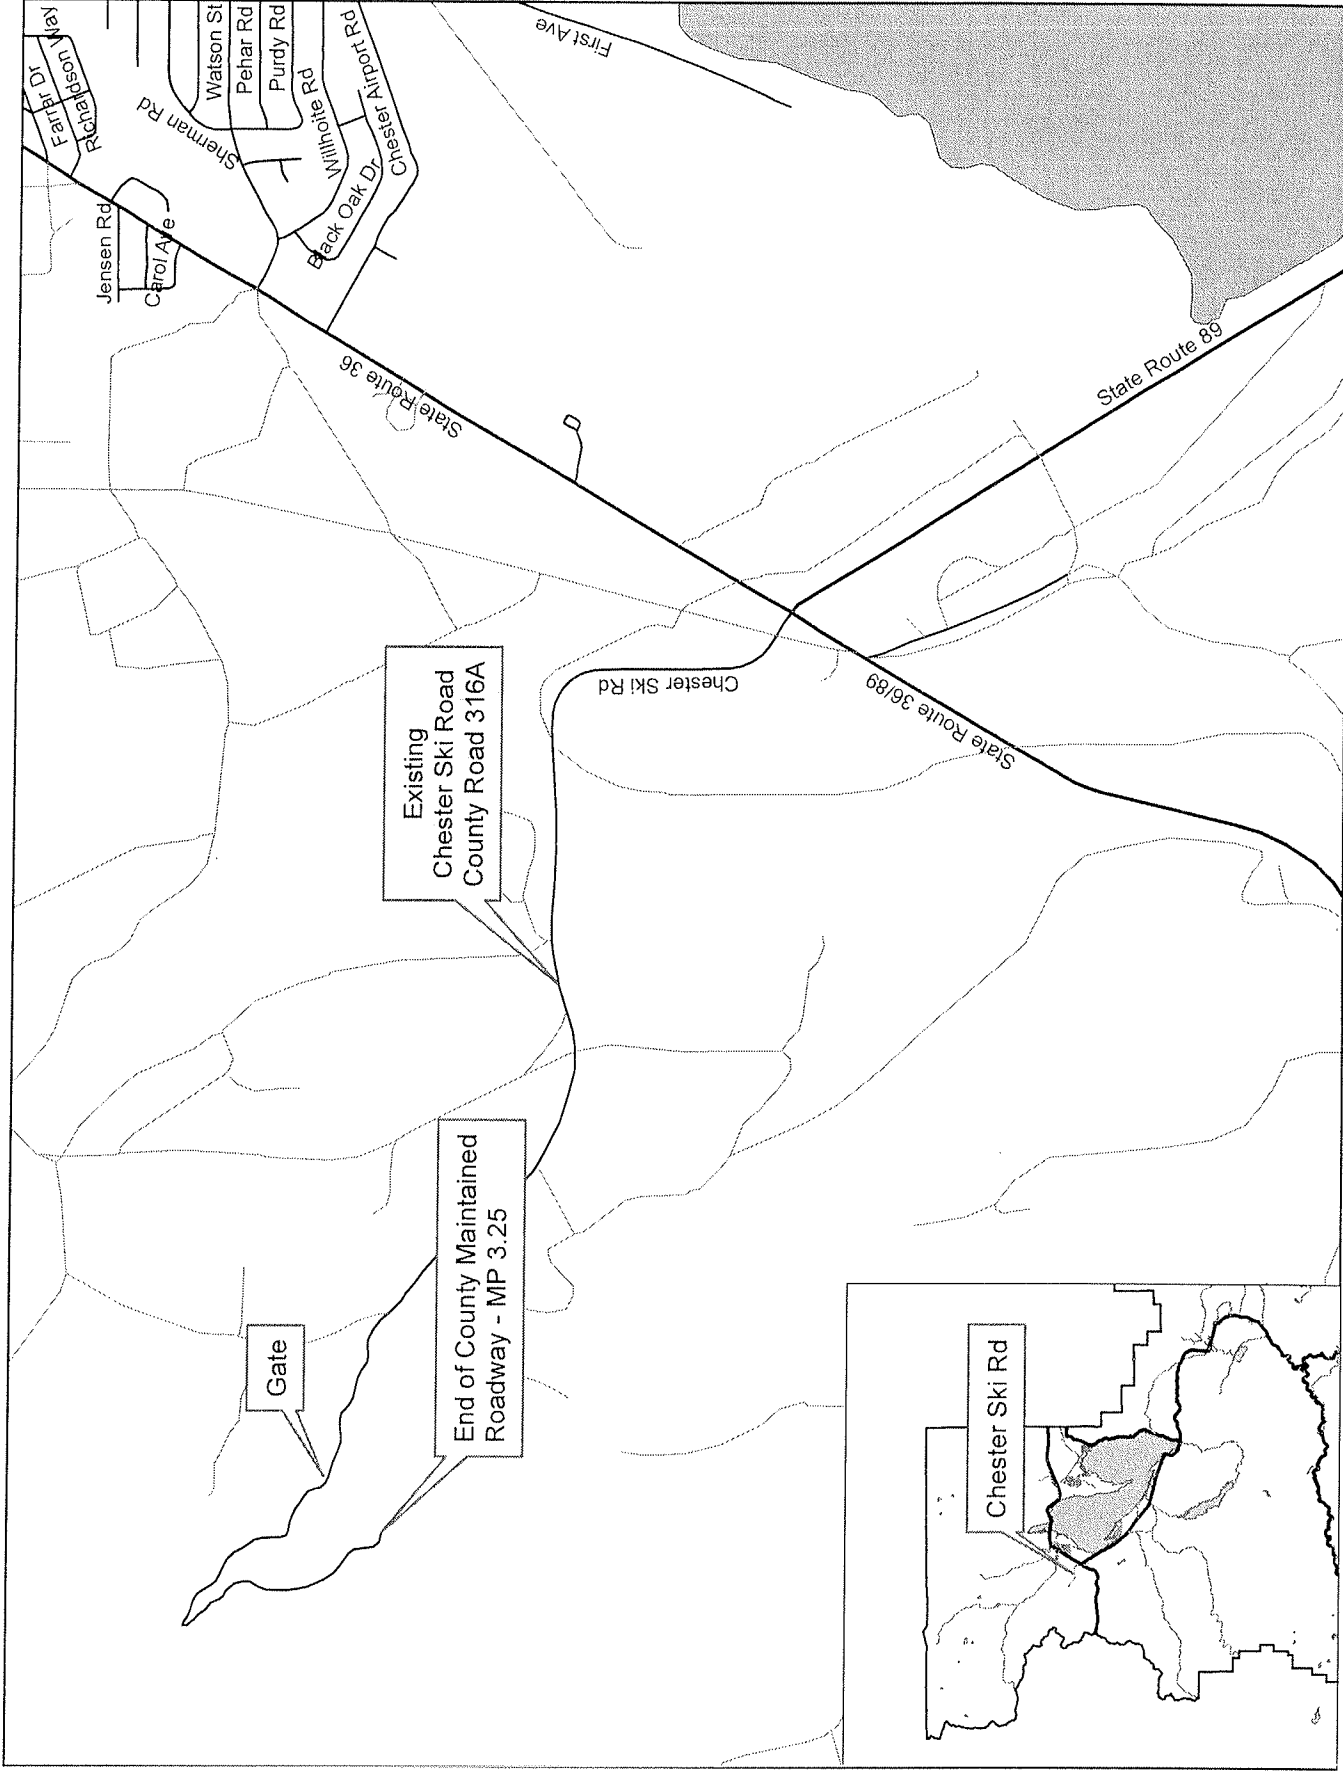 Farrar Dr
Richardson Way
Sherman Rd
Watson St
Pehar Rd
Purdy Rd
Willhoite Rd
Chester Airport Rd
Black Oak Dr
First Ave
Jensen Rd
Carol Ave
State Route 36
State Route 89
Chester Ski Rd
State Route 36/89
Existing
Chester Ski Road
County Road 316A
End of County Maintained
Roadway - MP 3.25
Gate
Chester Ski Rd